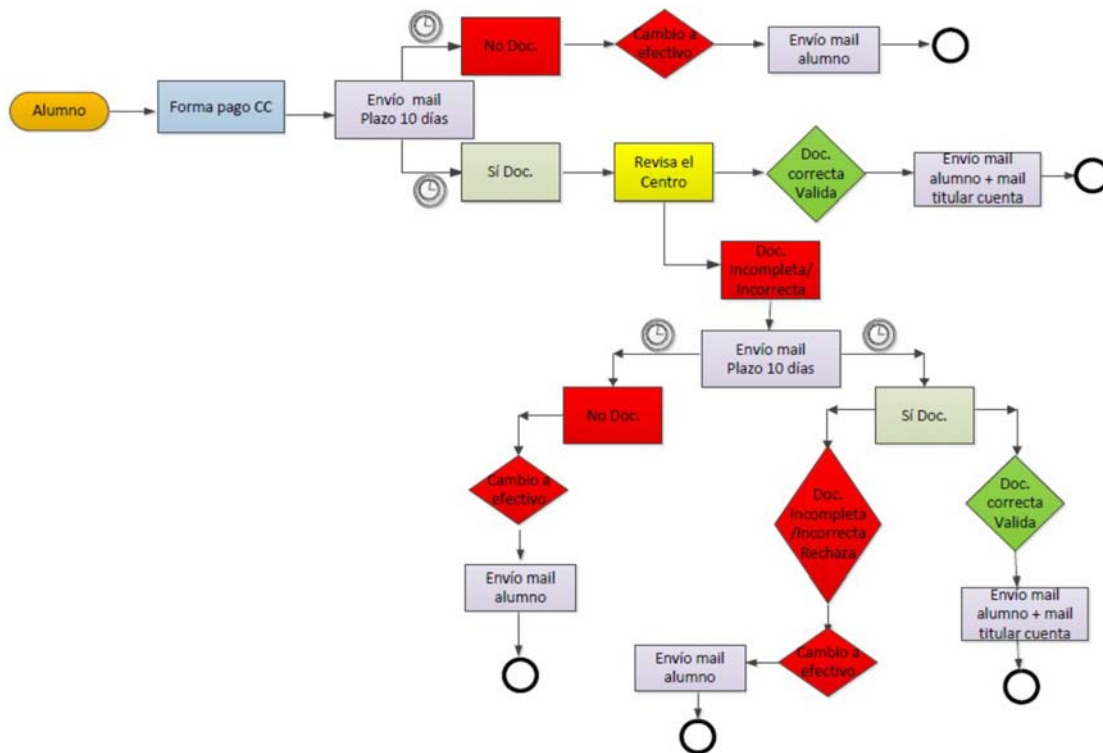 No Doc.
Cambio a
efectivo
Envío mail
alumno
Alumno
Forma pago CC
Envío mail
Plazo 10 días
Sí Doc.
Revisa el
Centro
Doc.
correcta
Valida
Envío mail
alumno + mail
titular cuenta
Doc.
Incompleta/
Incorrecta
Envío mail
Plazo 10 días
No Doc.
Sí Doc.
Cambio a
efectivo
Doc.
incompleta
/Incorrecta
Rechaza
Doc.
correcta
Valida
Envío mail
alumno
Envío mail
alumno + mail
titular cuenta
Envío mail
alumno
Cambio a
efectivo